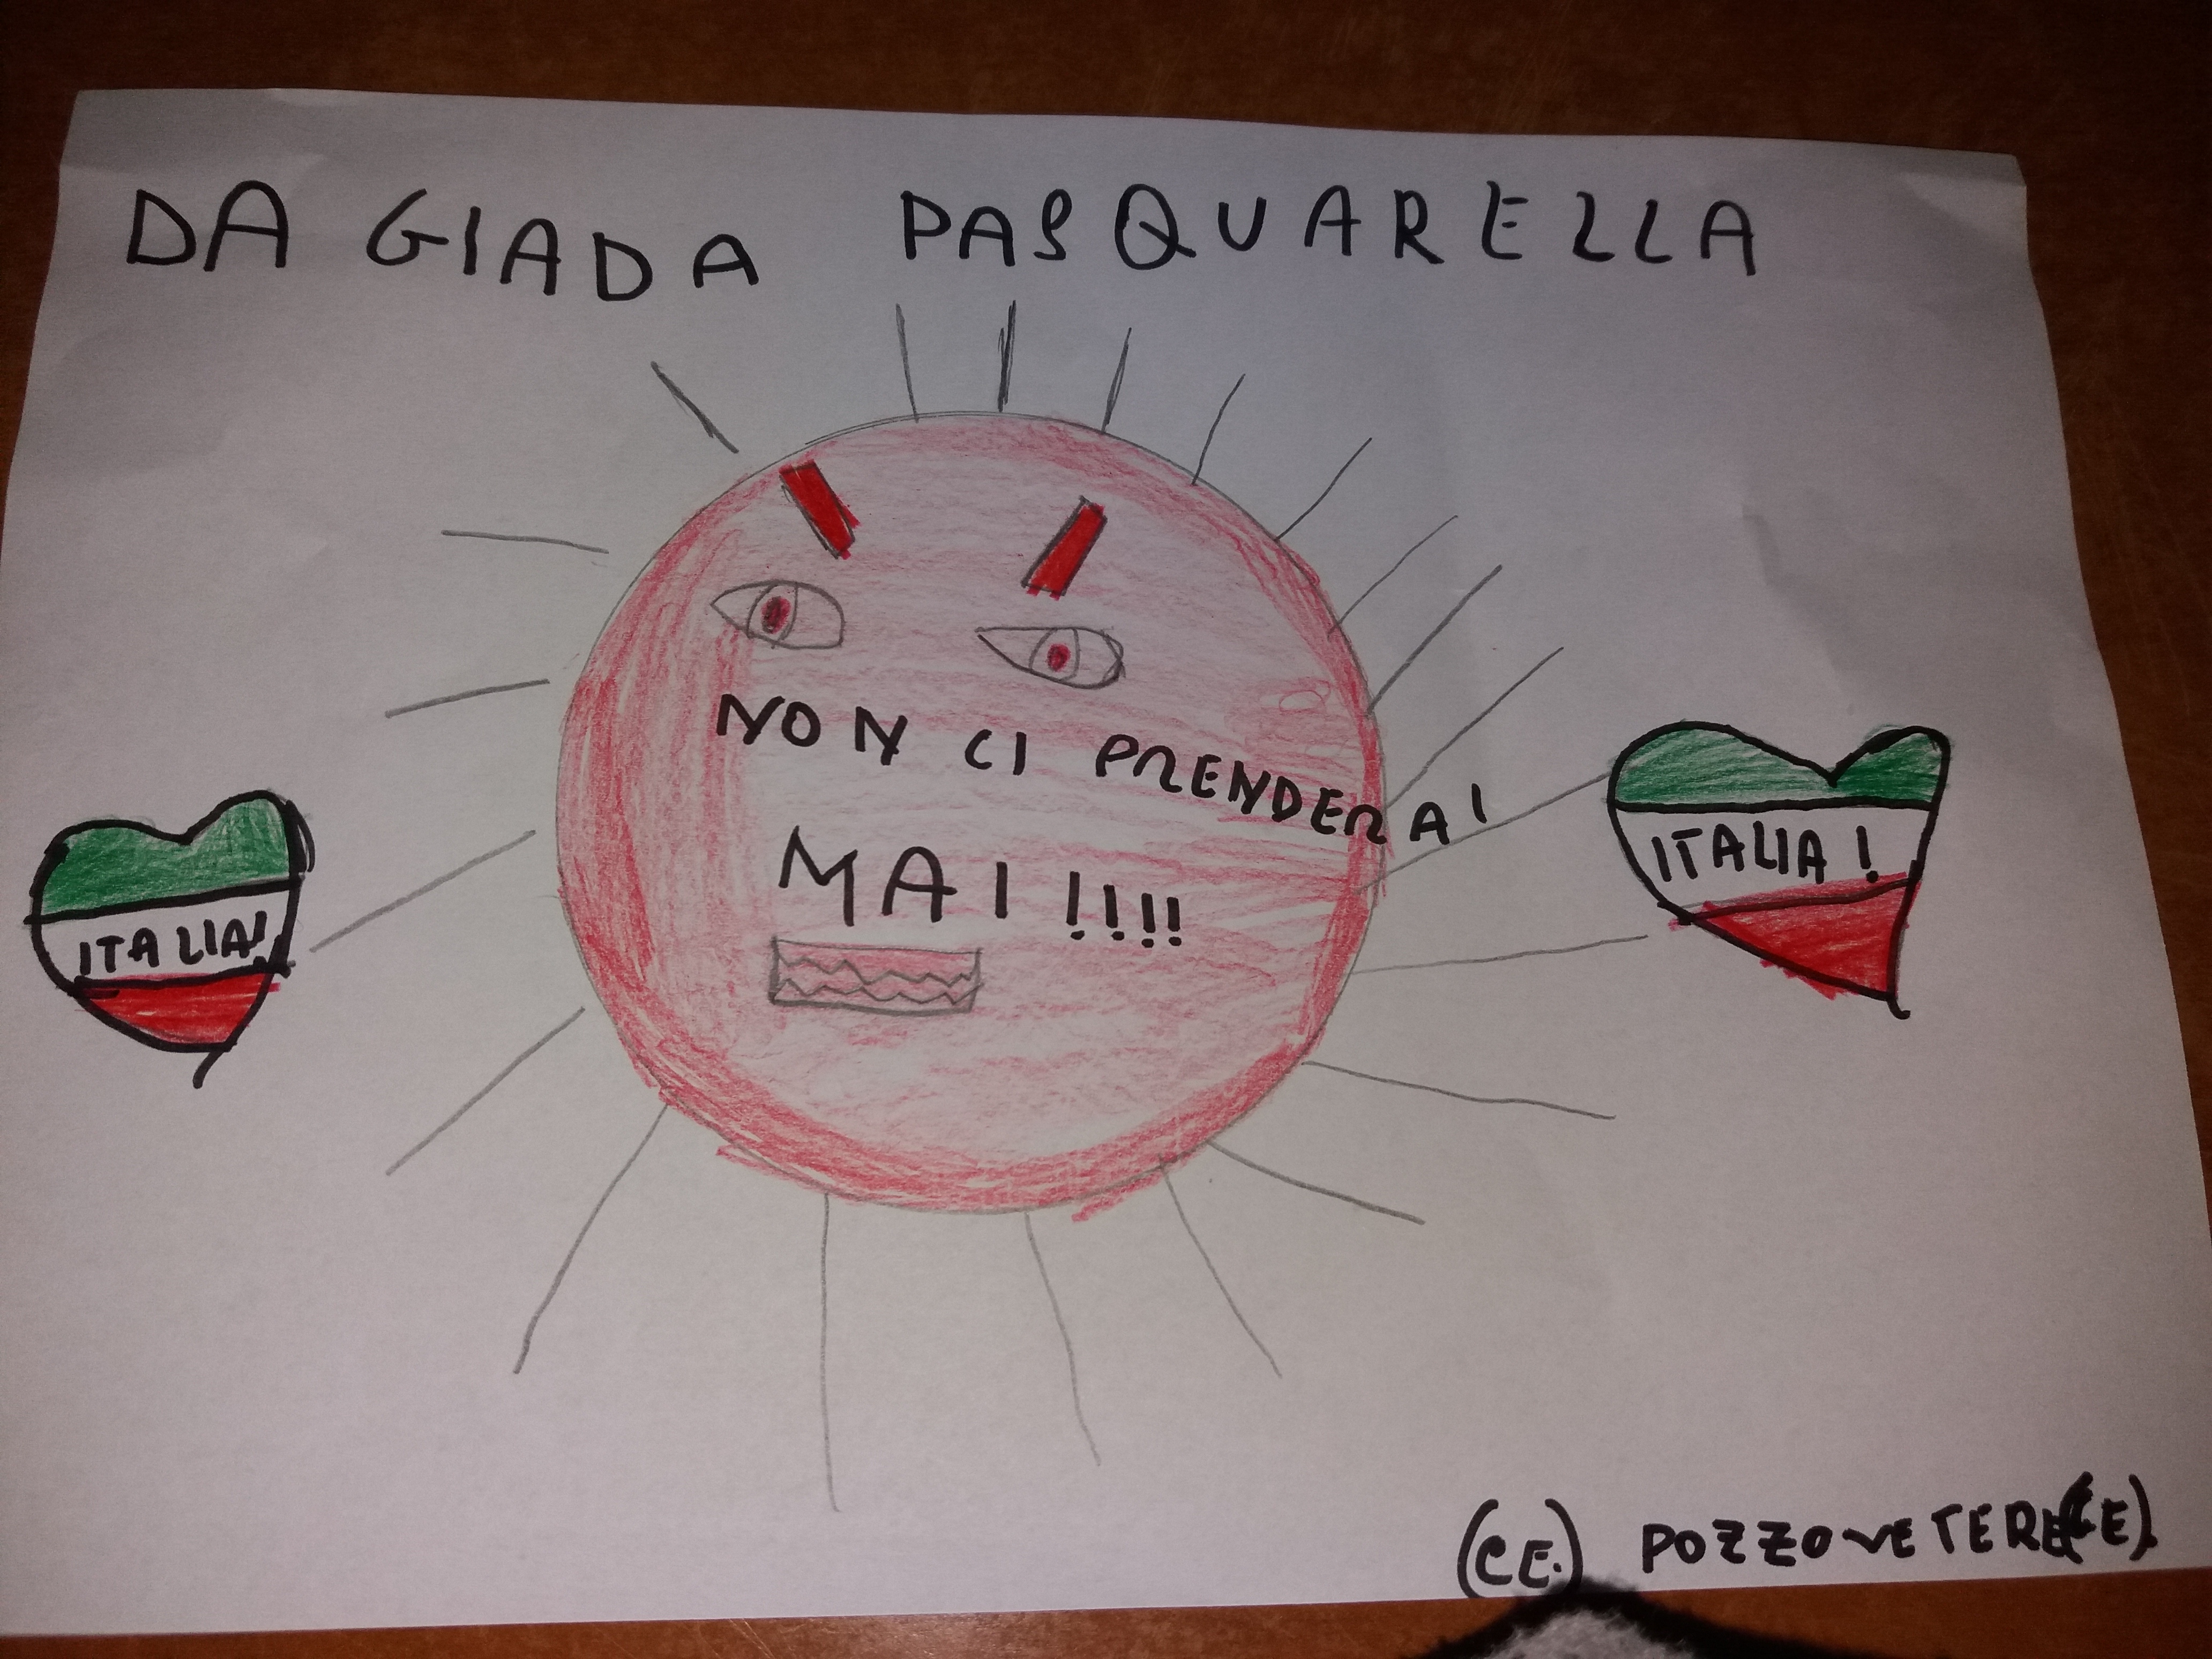 DA GIADA PASQUARELLA
NON CI PRENDERAI
MAI !!!!
ITALIA!
ITALIA !
(CE.) POZZOVETERE(CE).